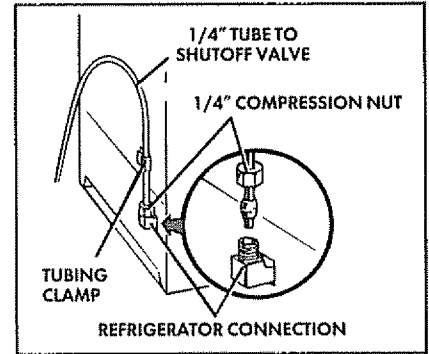 1/4" TUBE TO
SHUTOFF VALVE
1/4" COMPRESSION NUT
TUBING
CLAMP
REFRIGERATOR CONNECTION